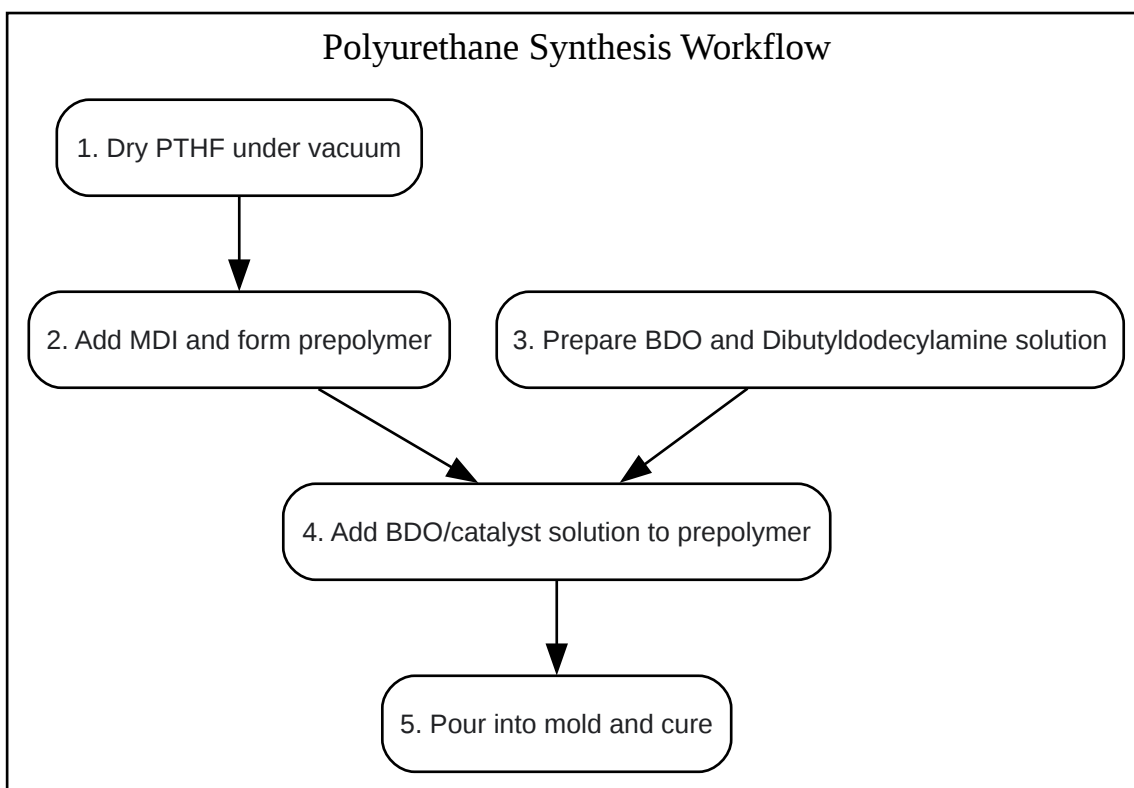 Polyurethane Synthesis Workflow
1. Dry PTHF under vacuum
2. Add MDI and form prepolymer
3. Prepare BDO and Dibutyldodecylamine solution
4. Add BDO/catalyst solution to prepolymer
5. Pour into mold and cure